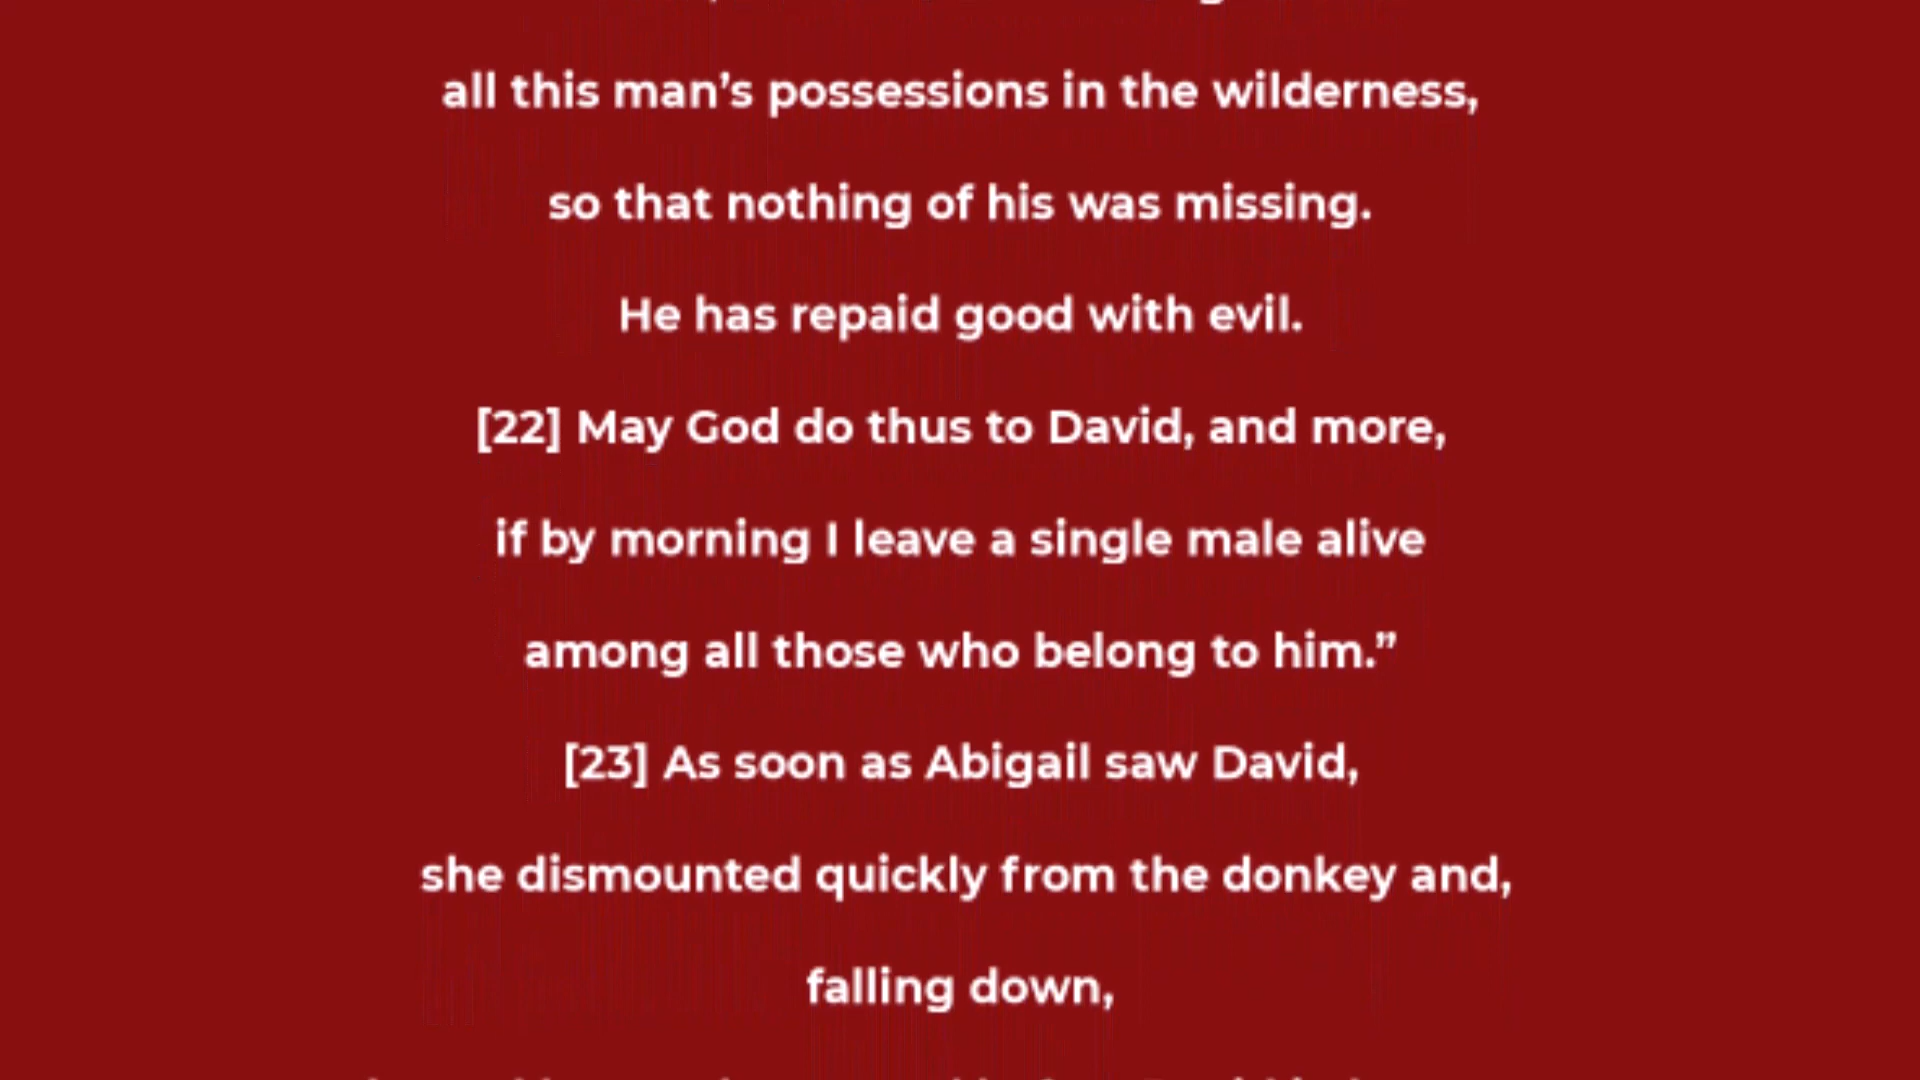 all this man’s possessions in the wilderness,
so that nothing of his was missing.
He has repaid good with evil.
[22] May God do thus to David, and more,
if by morning I leave a single male alive
among all those who belong to him.”
[23] As soon as Abigail saw David,
she dismounted quickly from the donkey and,
falling down,